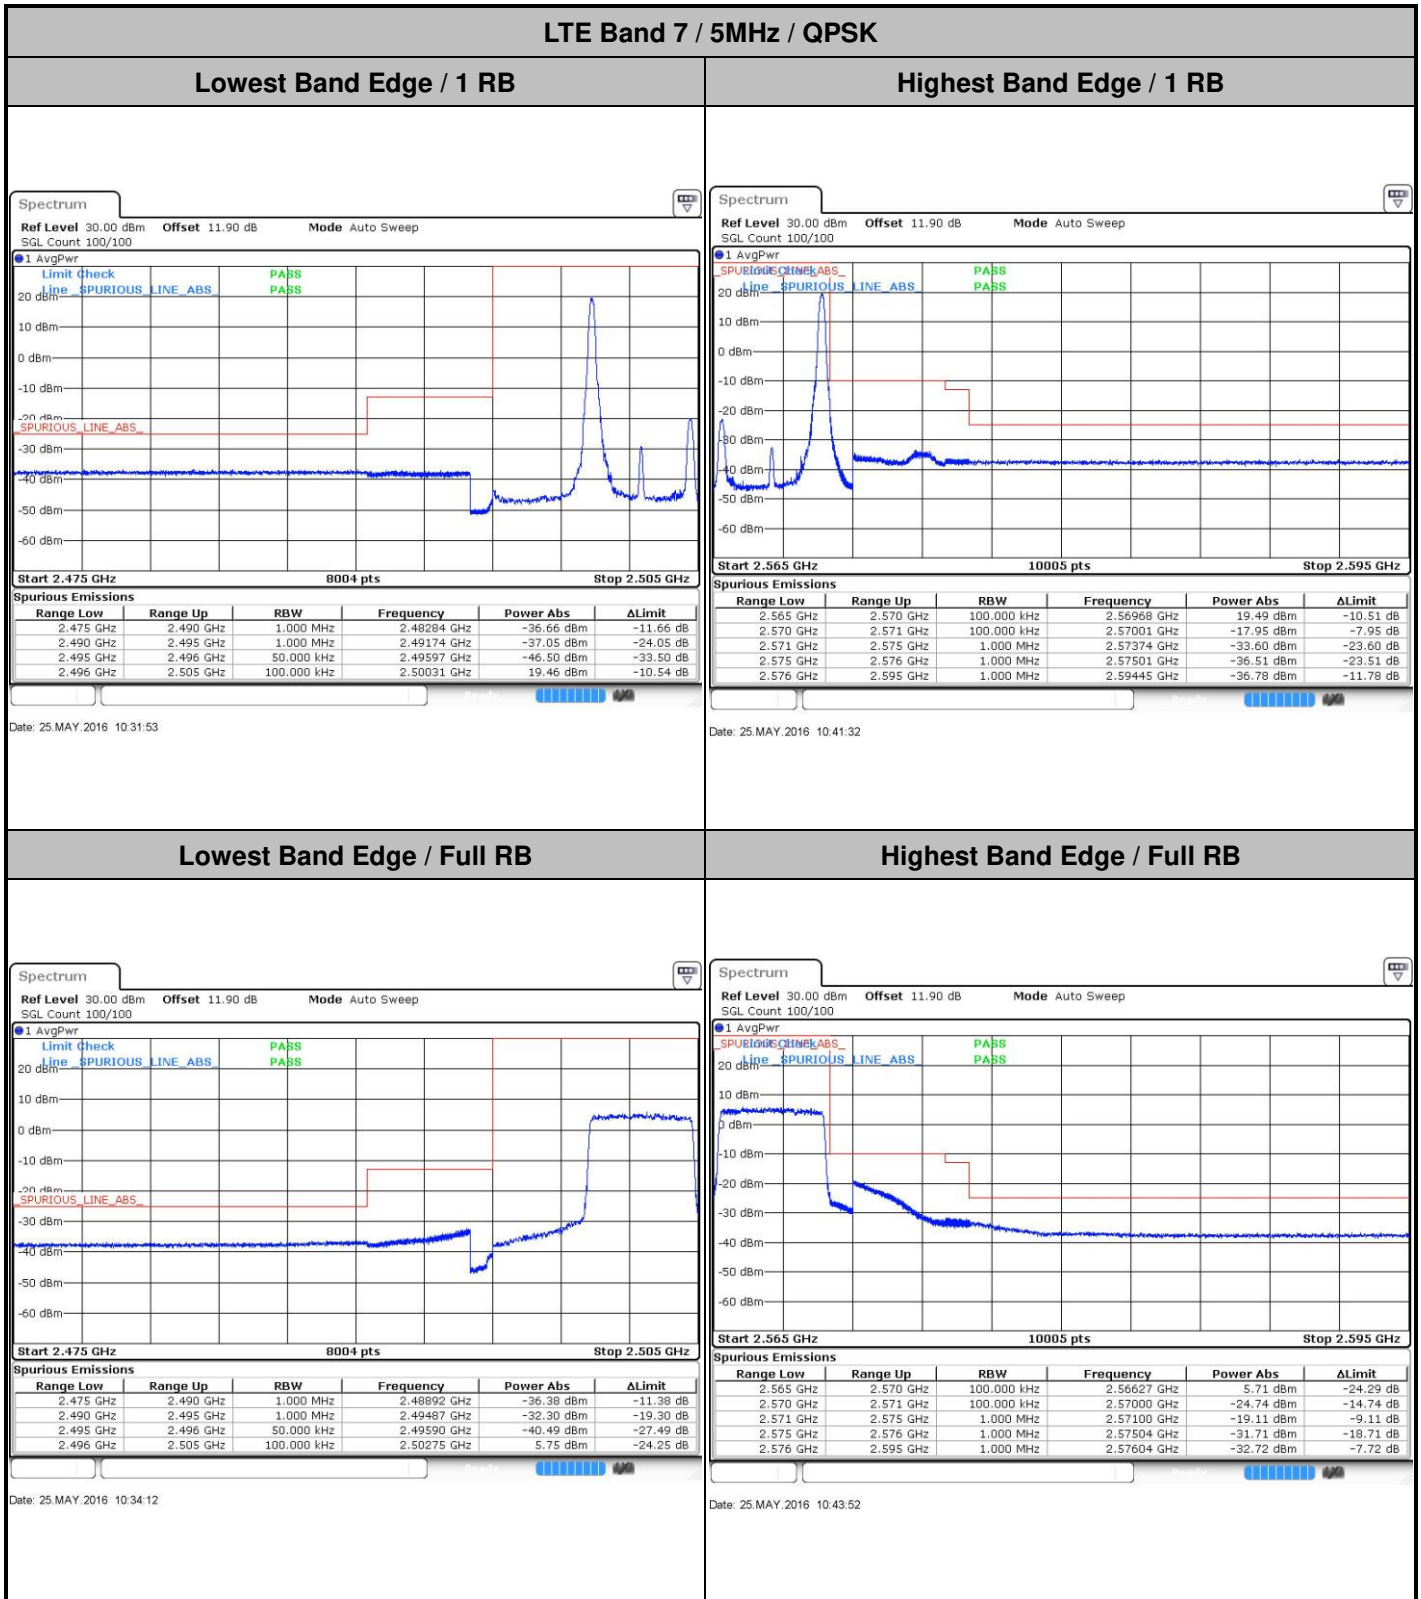 LTE Band 7 / 5MHz / QPSK
Lowest Band Edge / 1 RB
Highest Band Edge / 1 RB
Spectrum
Ref Level 30.00 dBm Offset 11.90 dB Mode Auto Sweep
SGL Count 100/100
1 AvgPwr
Limit Check PASS
Line _SPURIOUS_LINE_ABS_ PASS
20 dBm
10 dBm
0 dBm
-10 dBm
-20 dBm
_SPURIOUS_LINE_ABS_
-30 dBm
-40 dBm
-50 dBm
-60 dBm
Start 2.475 GHz 8004 pts Stop 2.505 GHz
Spurious Emissions
Range Low Range Up RBW Frequency Power Abs ΔLimit
2.475 GHz 2.490 GHz 1.000 MHz 2.48284 GHz -36.66 dBm -11.66 dB
2.490 GHz 2.495 GHz 1.000 MHz 2.49174 GHz -37.05 dBm -24.05 dB
2.495 GHz 2.496 GHz 50.000 kHz 2.49597 GHz -46.50 dBm -33.50 dB
2.496 GHz 2.505 GHz 100.000 kHz 2.50031 GHz 19.46 dBm -10.54 dB
Date: 25.MAY.2016 10:31:53
Spectrum
Ref Level 30.00 dBm Offset 11.90 dB Mode Auto Sweep
SGL Count 100/100
1 AvgPwr
_SPURIOUS_LINE_ABS_
Limit Check PASS
Line _SPURIOUS_LINE_ABS_ PASS
20 dBm
10 dBm
0 dBm
-10 dBm
-20 dBm
-30 dBm
-40 dBm
-50 dBm
-60 dBm
Start 2.565 GHz 10005 pts Stop 2.595 GHz
Spurious Emissions
Range Low Range Up RBW Frequency Power Abs ΔLimit
2.565 GHz 2.570 GHz 100.000 kHz 2.56968 GHz 19.49 dBm -10.51 dB
2.570 GHz 2.571 GHz 100.000 kHz 2.57001 GHz -17.95 dBm -7.95 dB
2.571 GHz 2.575 GHz 1.000 MHz 2.57374 GHz -33.60 dBm -23.60 dB
2.575 GHz 2.576 GHz 1.000 MHz 2.57501 GHz -36.51 dBm -23.51 dB
2.576 GHz 2.595 GHz 1.000 MHz 2.59445 GHz -36.78 dBm -11.78 dB
Date: 25.MAY.2016 10:41:32
Lowest Band Edge / Full RB
Highest Band Edge / Full RB
Spectrum
Ref Level 30.00 dBm Offset 11.90 dB Mode Auto Sweep
SGL Count 100/100
1 AvgPwr
Limit Check PASS
Line _SPURIOUS_LINE_ABS_ PASS
20 dBm
10 dBm
0 dBm
-10 dBm
-20 dBm
_SPURIOUS_LINE_ABS_
-30 dBm
-40 dBm
-50 dBm
-60 dBm
Start 2.475 GHz 8004 pts Stop 2.505 GHz
Spurious Emissions
Range Low Range Up RBW Frequency Power Abs ΔLimit
2.475 GHz 2.490 GHz 1.000 MHz 2.48892 GHz -36.38 dBm -11.38 dB
2.490 GHz 2.495 GHz 1.000 MHz 2.49487 GHz -32.30 dBm -19.30 dB
2.495 GHz 2.496 GHz 50.000 kHz 2.49590 GHz -40.49 dBm -27.49 dB
2.496 GHz 2.505 GHz 100.000 kHz 2.50275 GHz 5.75 dBm -24.25 dB
Date: 25.MAY.2016 10:34:12
Spectrum
Ref Level 30.00 dBm Offset 11.90 dB Mode Auto Sweep
SGL Count 100/100
1 AvgPwr
_SPURIOUS_LINE_ABS_
Limit Check PASS
Line _SPURIOUS_LINE_ABS_ PASS
20 dBm
10 dBm
0 dBm
-10 dBm
-20 dBm
-30 dBm
-40 dBm
-50 dBm
-60 dBm
Start 2.565 GHz 10005 pts Stop 2.595 GHz
Spurious Emissions
Range Low Range Up RBW Frequency Power Abs ΔLimit
2.565 GHz 2.570 GHz 100.000 kHz 2.56627 GHz 5.71 dBm -24.29 dB
2.570 GHz 2.571 GHz 100.000 kHz 2.57000 GHz -24.74 dBm -14.74 dB
2.571 GHz 2.575 GHz 1.000 MHz 2.57100 GHz -19.11 dBm -9.11 dB
2.575 GHz 2.576 GHz 1.000 MHz 2.57504 GHz -31.71 dBm -18.71 dB
2.576 GHz 2.595 GHz 1.000 MHz 2.57604 GHz -32.72 dBm -7.72 dB
Date: 25.MAY.2016 10:43:52